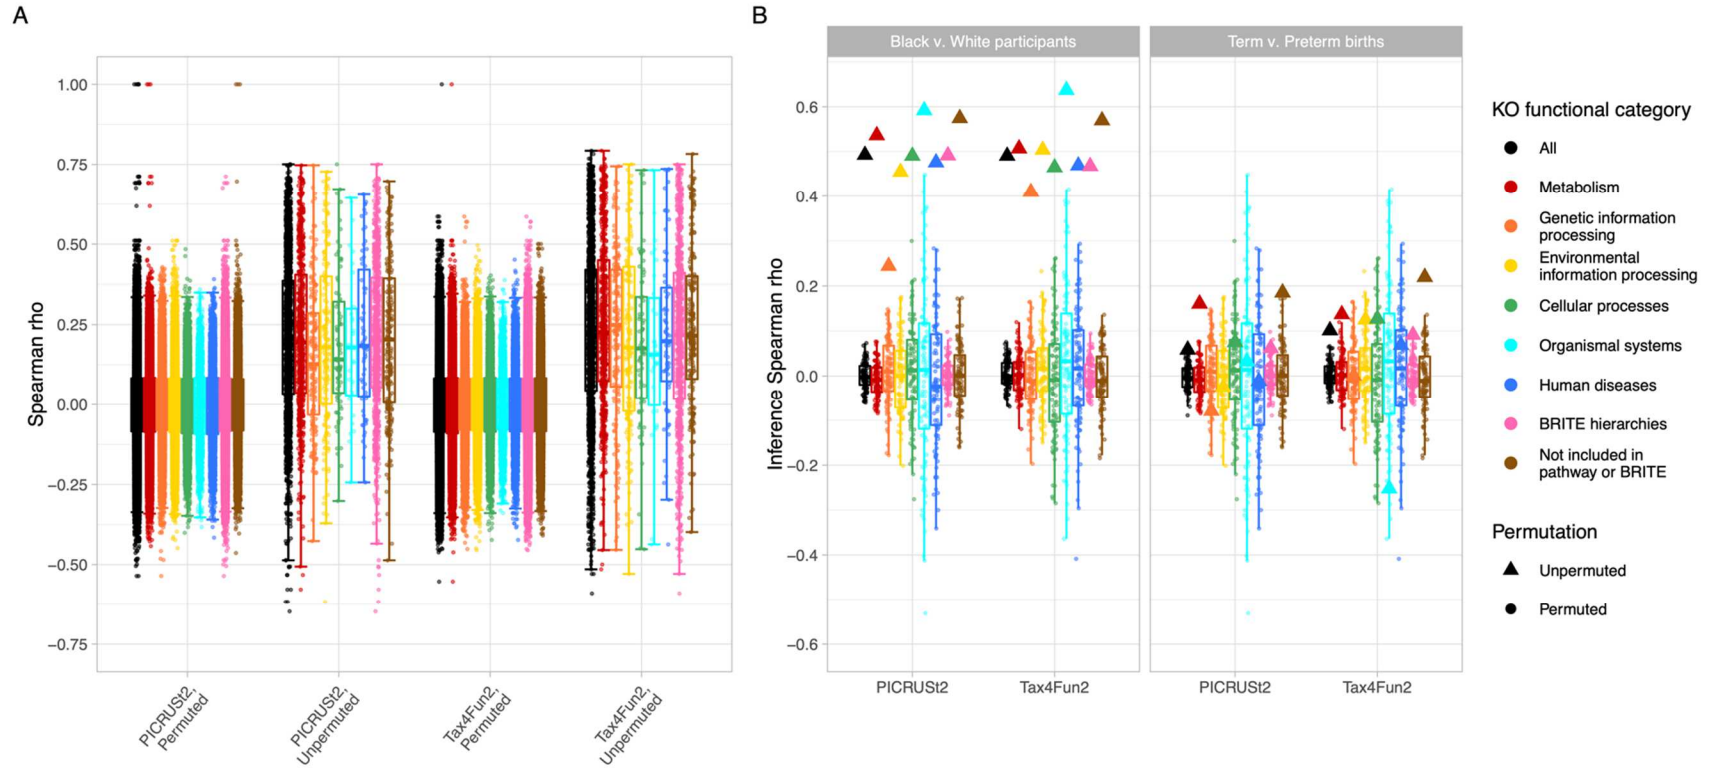 A
Spearman rho
1.00
0.75
0.50
0.25
0.00
−0.25
−0.50
−0.75
PICRUSt2,
Permuted
PICRUSt2,
Unpermuted
Tax4Fun2,
Permuted
Tax4Fun2,
Unpermuted
B
Black v. White participants
Term v. Preterm births
Inference Spearman rho
0.6
0.4
0.2
0.0
−0.2
−0.4
−0.6
PICRUSt2
Tax4Fun2
PICRUSt2
Tax4Fun2
KO functional category
All
Metabolism
Genetic information
processing
Environmental
information processing
Cellular processes
Organismal systems
Human diseases
BRITE hierarchies
Not included in
pathway or BRITE
Permutation
Unpermuted
Permuted